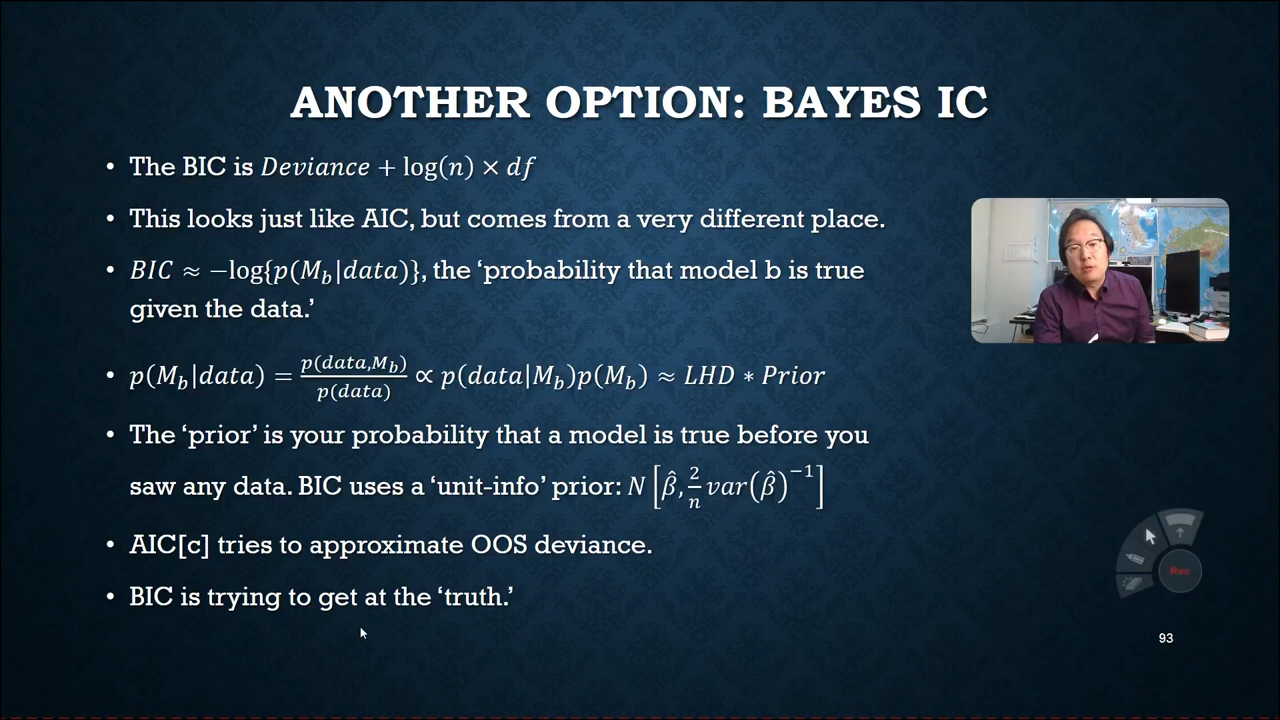 ANOTHER OPTION: BAYES IC
• The BIC is Deviance + log(n) × df
• This looks just like AIC, but comes from a very different place.
• BIC ≈ −log{p(M_b|data)}, the ‘probability that model b is true
given the data.’
• p(M_b|data) = p(data,M_b)/p(data) ∝ p(data|M_b)p(M_b) ≈ LHD ∗ Prior
• The ‘prior’ is your probability that a model is true before you
saw any data. BIC uses a ‘unit-info’ prior: N[β̂, 2/n var(β̂)⁻¹]
• AIC[c] tries to approximate OOS deviance.
• BIC is trying to get at the ‘truth.’
Rec
93